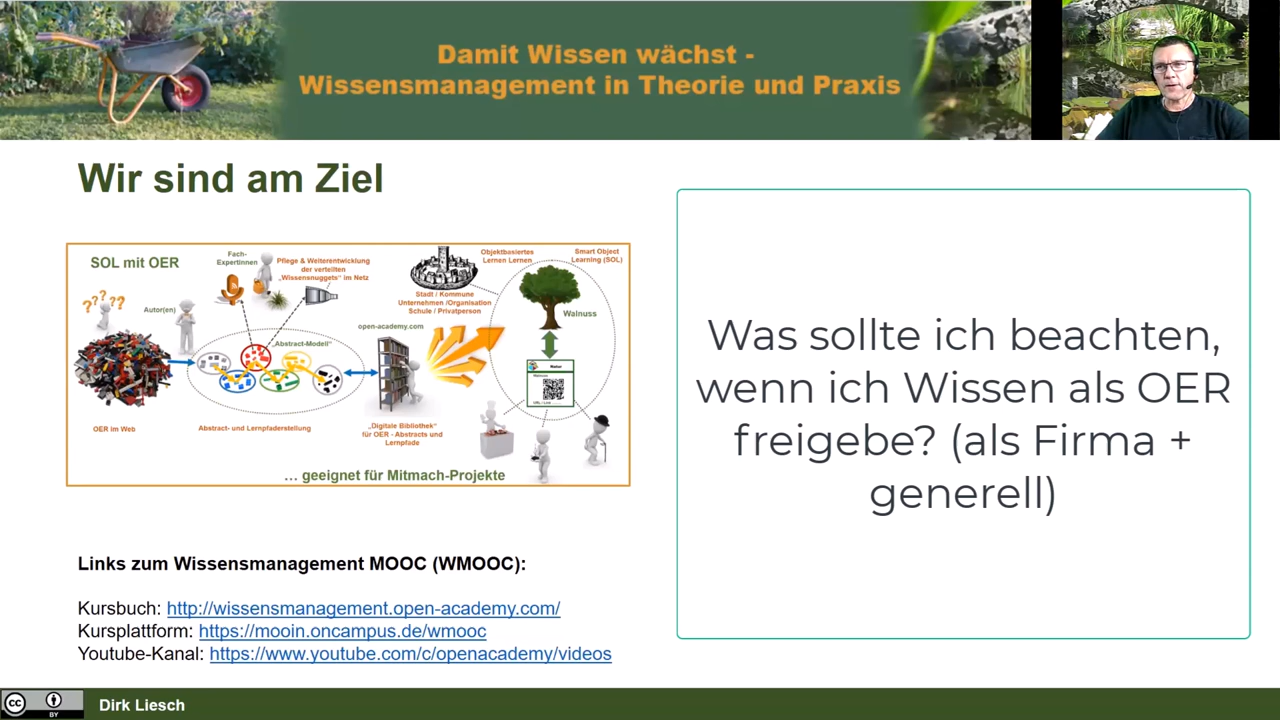 Damit Wissen wächst -
Wissensmanagement in Theorie und Praxis
Wir sind am Ziel
SOL mit OER
Fach-
Expertinnen
Pflege & Weiterentwicklung
der verteilten
„Wissensnuggets" im Netz
Objektbasiertes
Lernen Lernen
Smart Object
Learning (SOL)
??????
Autor(en)
Stadt / Kommune
Unternehmen /Organisation
Schule / Privatperson
Walnuss
open-academy.com
„Abstract-Modell"
Natur
Walnuss
OER im Web
Abstract- und Lernpfaderstellung
„Digitale Bibliothek"
für OER - Abstracts und
Lernpfade
... geeignet für Mitmach-Projekte
Was sollte ich beachten,
wenn ich Wissen als OER
freigebe? (als Firma +
generell)
Links zum Wissensmanagement MOOC (WMOOC):
Kursbuch: http://wissensmanagement.open-academy.com/
Kursplattform: https://mooin.oncampus.de/wmooc
Youtube-Kanal: https://www.youtube.com/c/openacademy/videos
cc
BY
Dirk Liesch